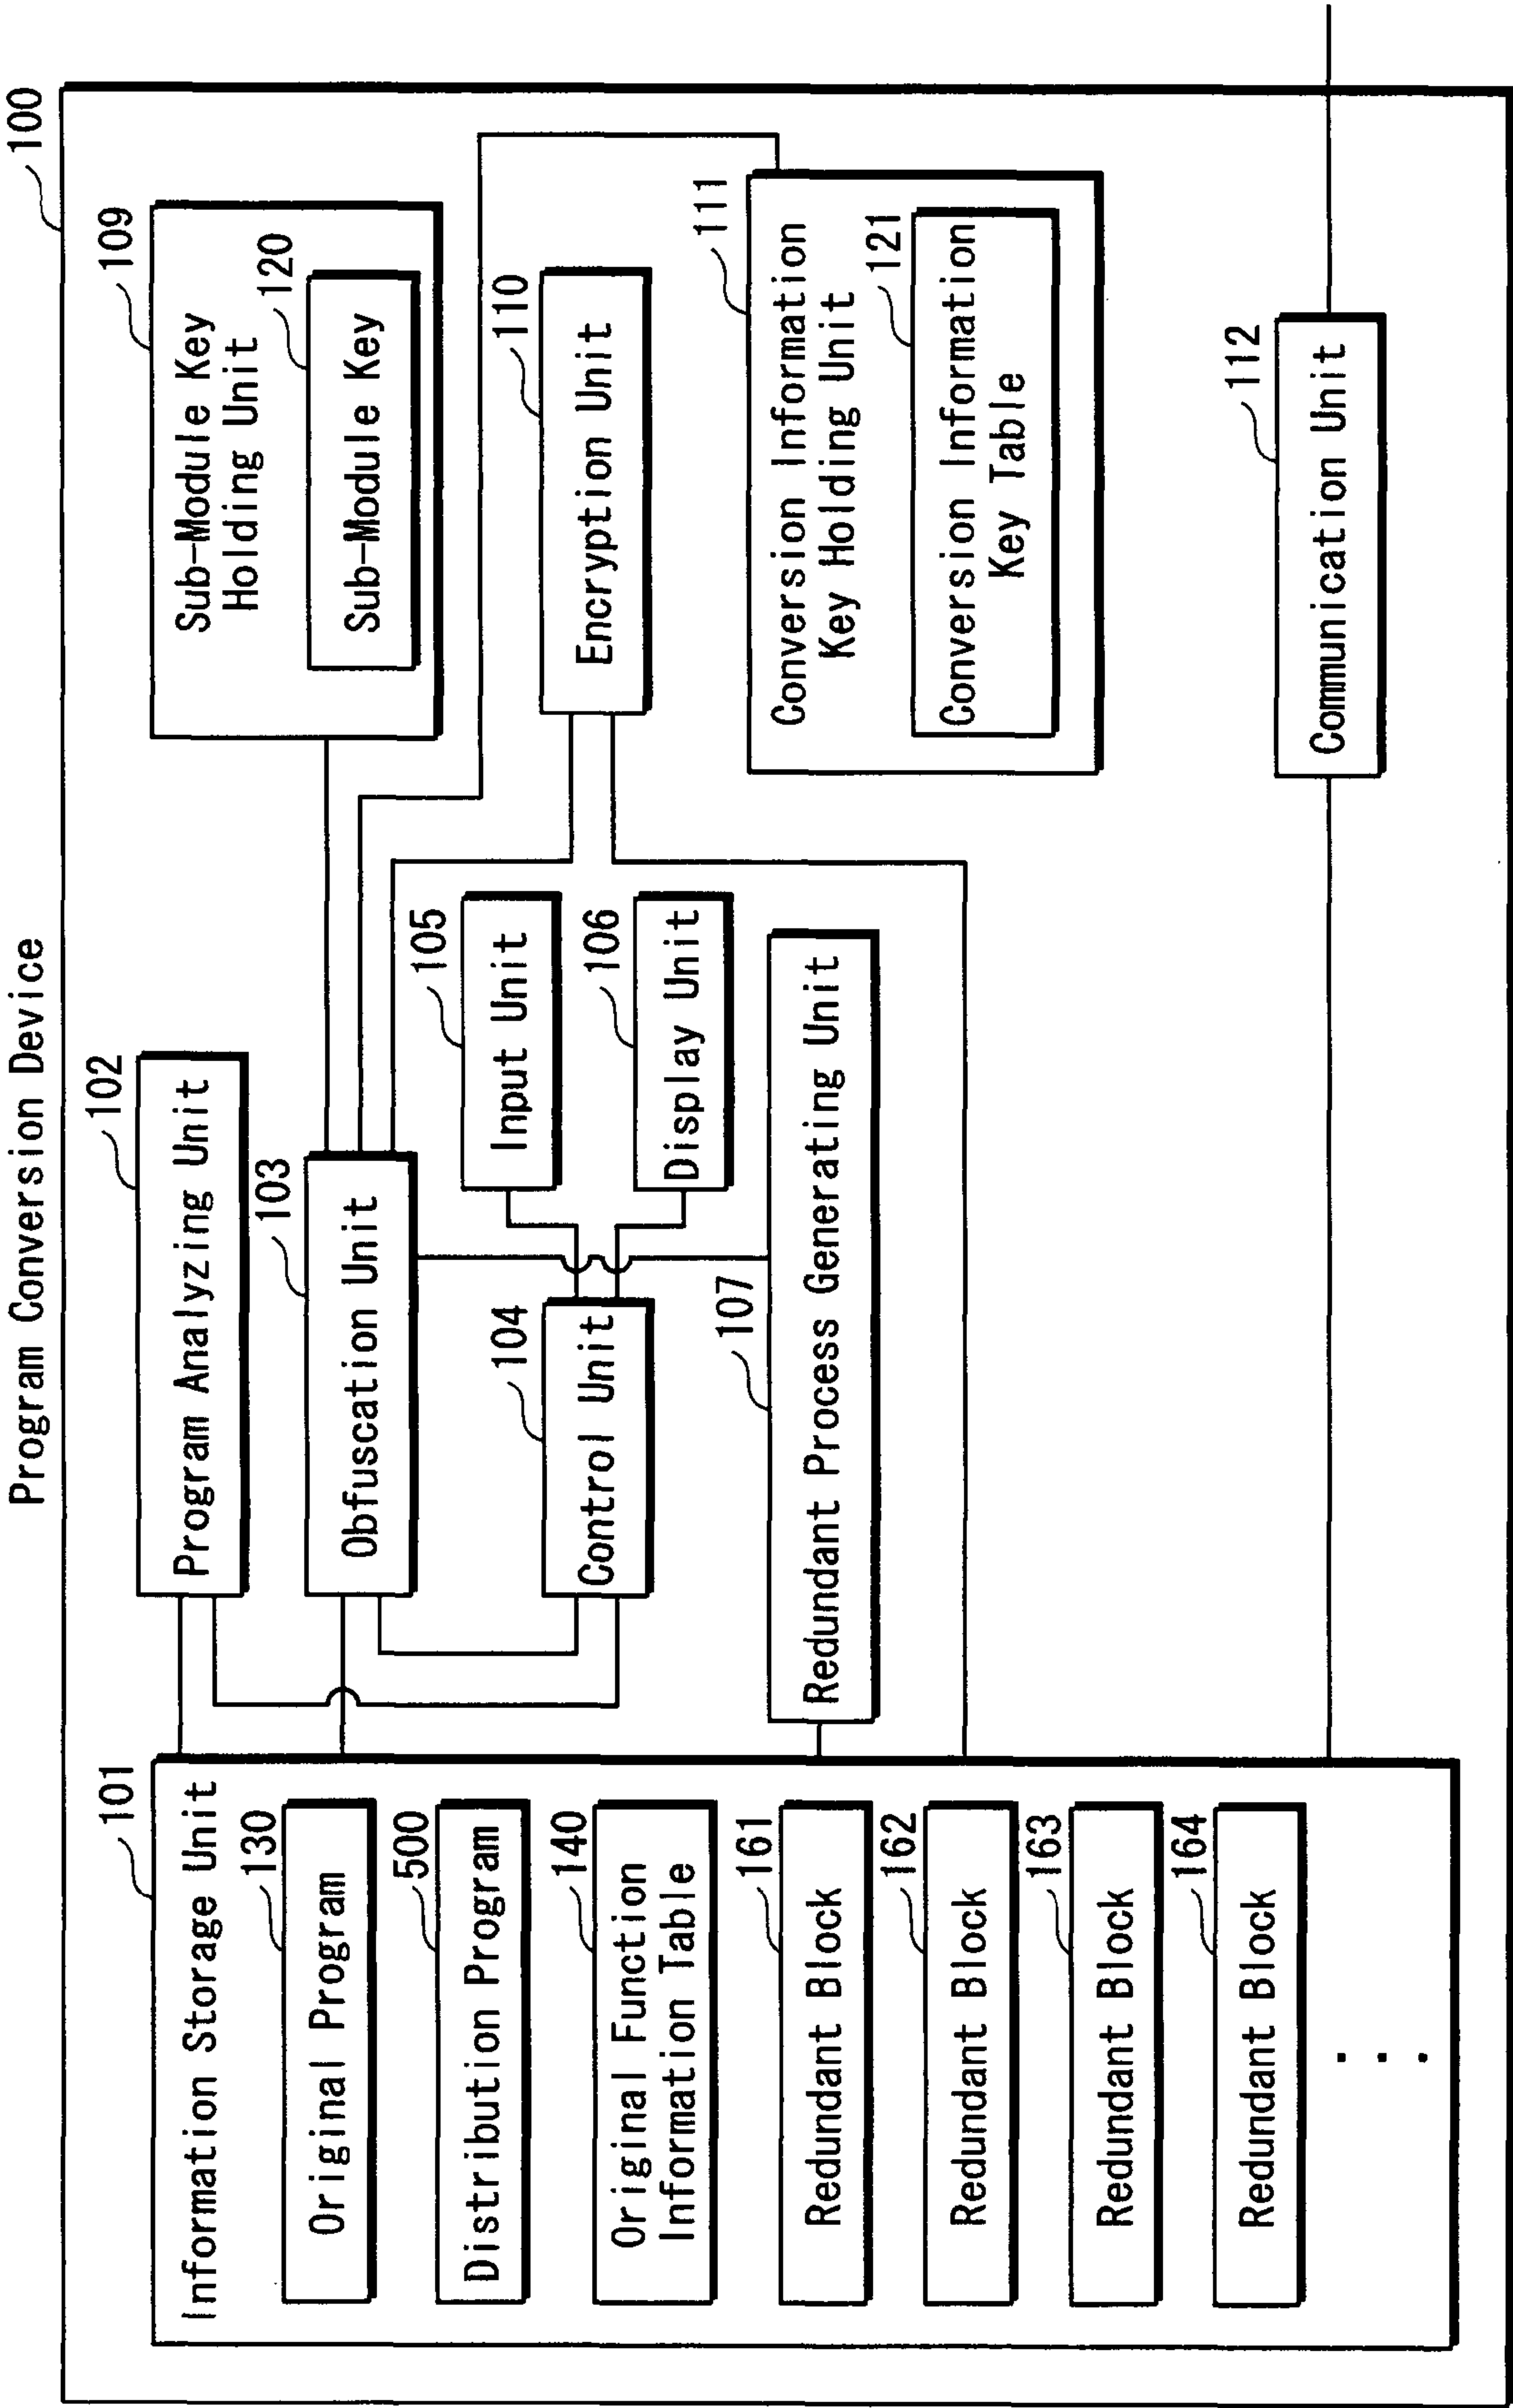 Program Conversion Device
100
101
Information Storage Unit
130
Original Program
500
Distribution Program
140
Original Function
Information Table
161
Redundant Block
162
Redundant Block
163
Redundant Block
164
Redundant Block
...
102
Program Analyzing Unit
103
Obfuscation Unit
104
Control Unit
105
Input Unit
106
Display Unit
107
Redundant Process Generating Unit
109
Sub-Module Key
Holding Unit
120
Sub-Module Key
110
Encryption Unit
111
Conversion Information
Key Holding Unit
121
Conversion Information
Key Table
112
Communication Unit